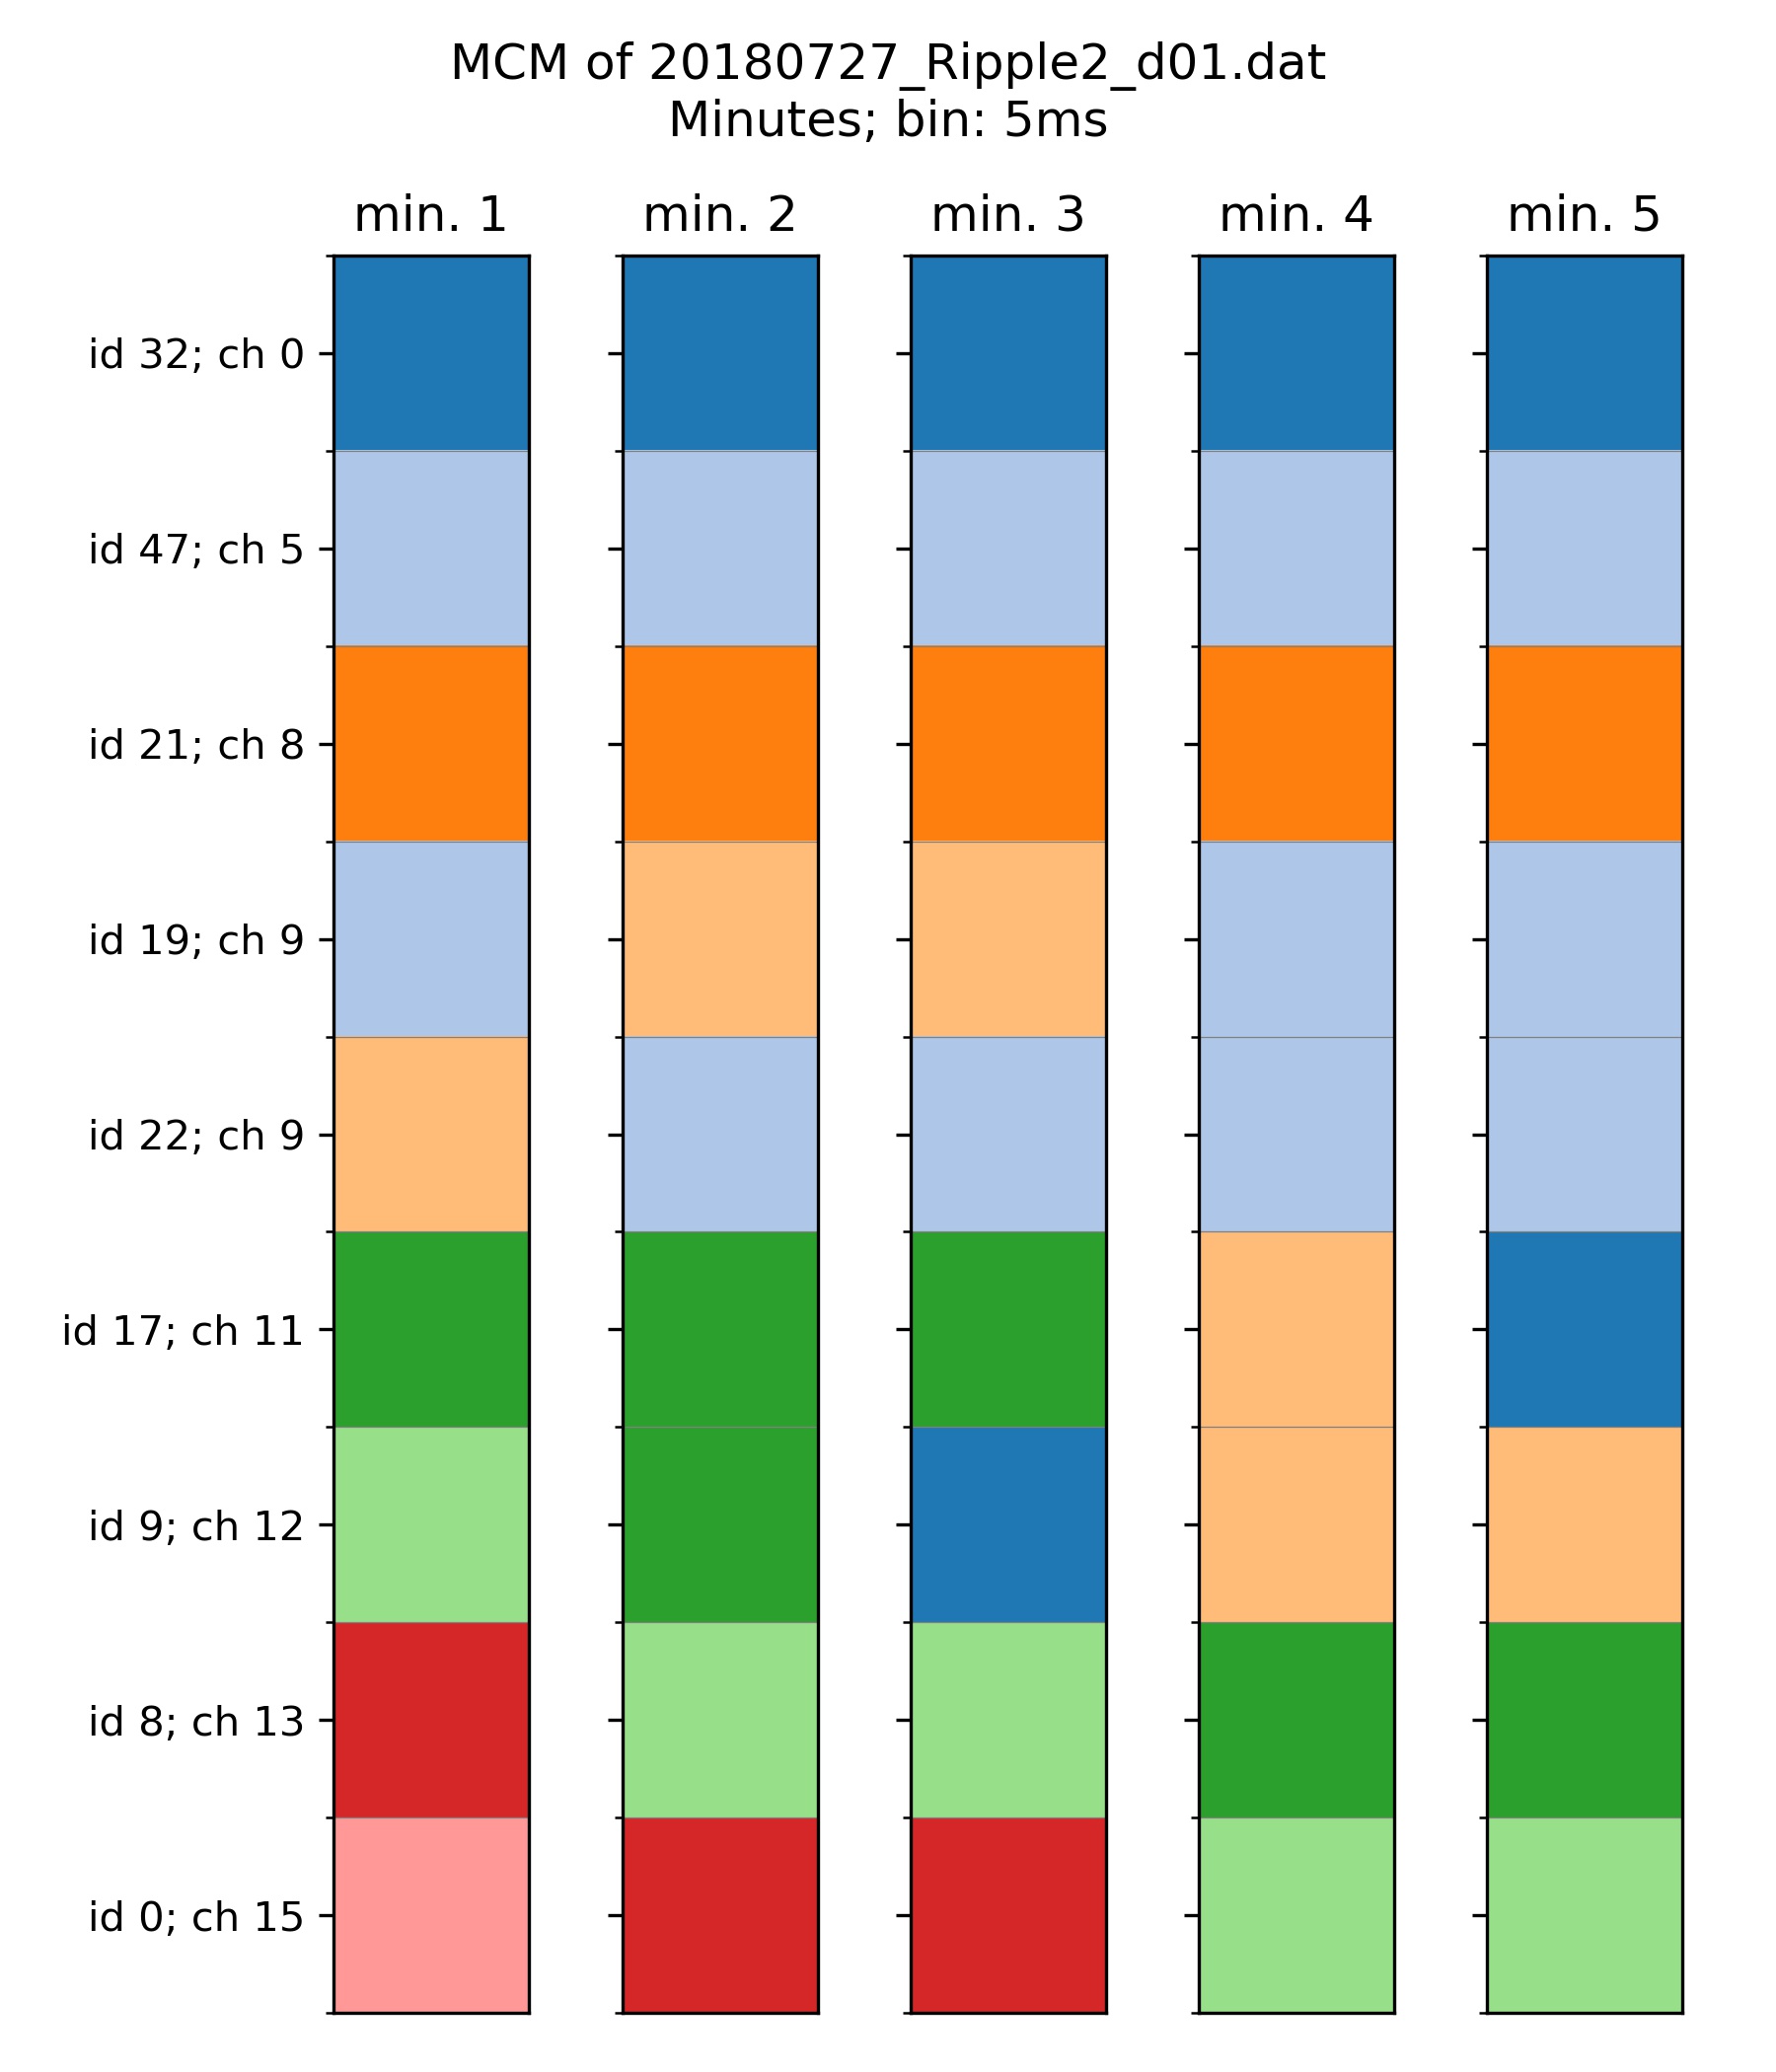 MCM of 20180727_Ripple2_d01.dat
Minutes; bin: 5ms
min. 1 min. 2 min. 3 min. 4 min. 5
id 32; ch 0
id 47; ch 5
id 21; ch 8
id 19; ch 9
id 22; ch 9
id 17; ch 11
id 9; ch 12
id 8; ch 13
id 0; ch 15